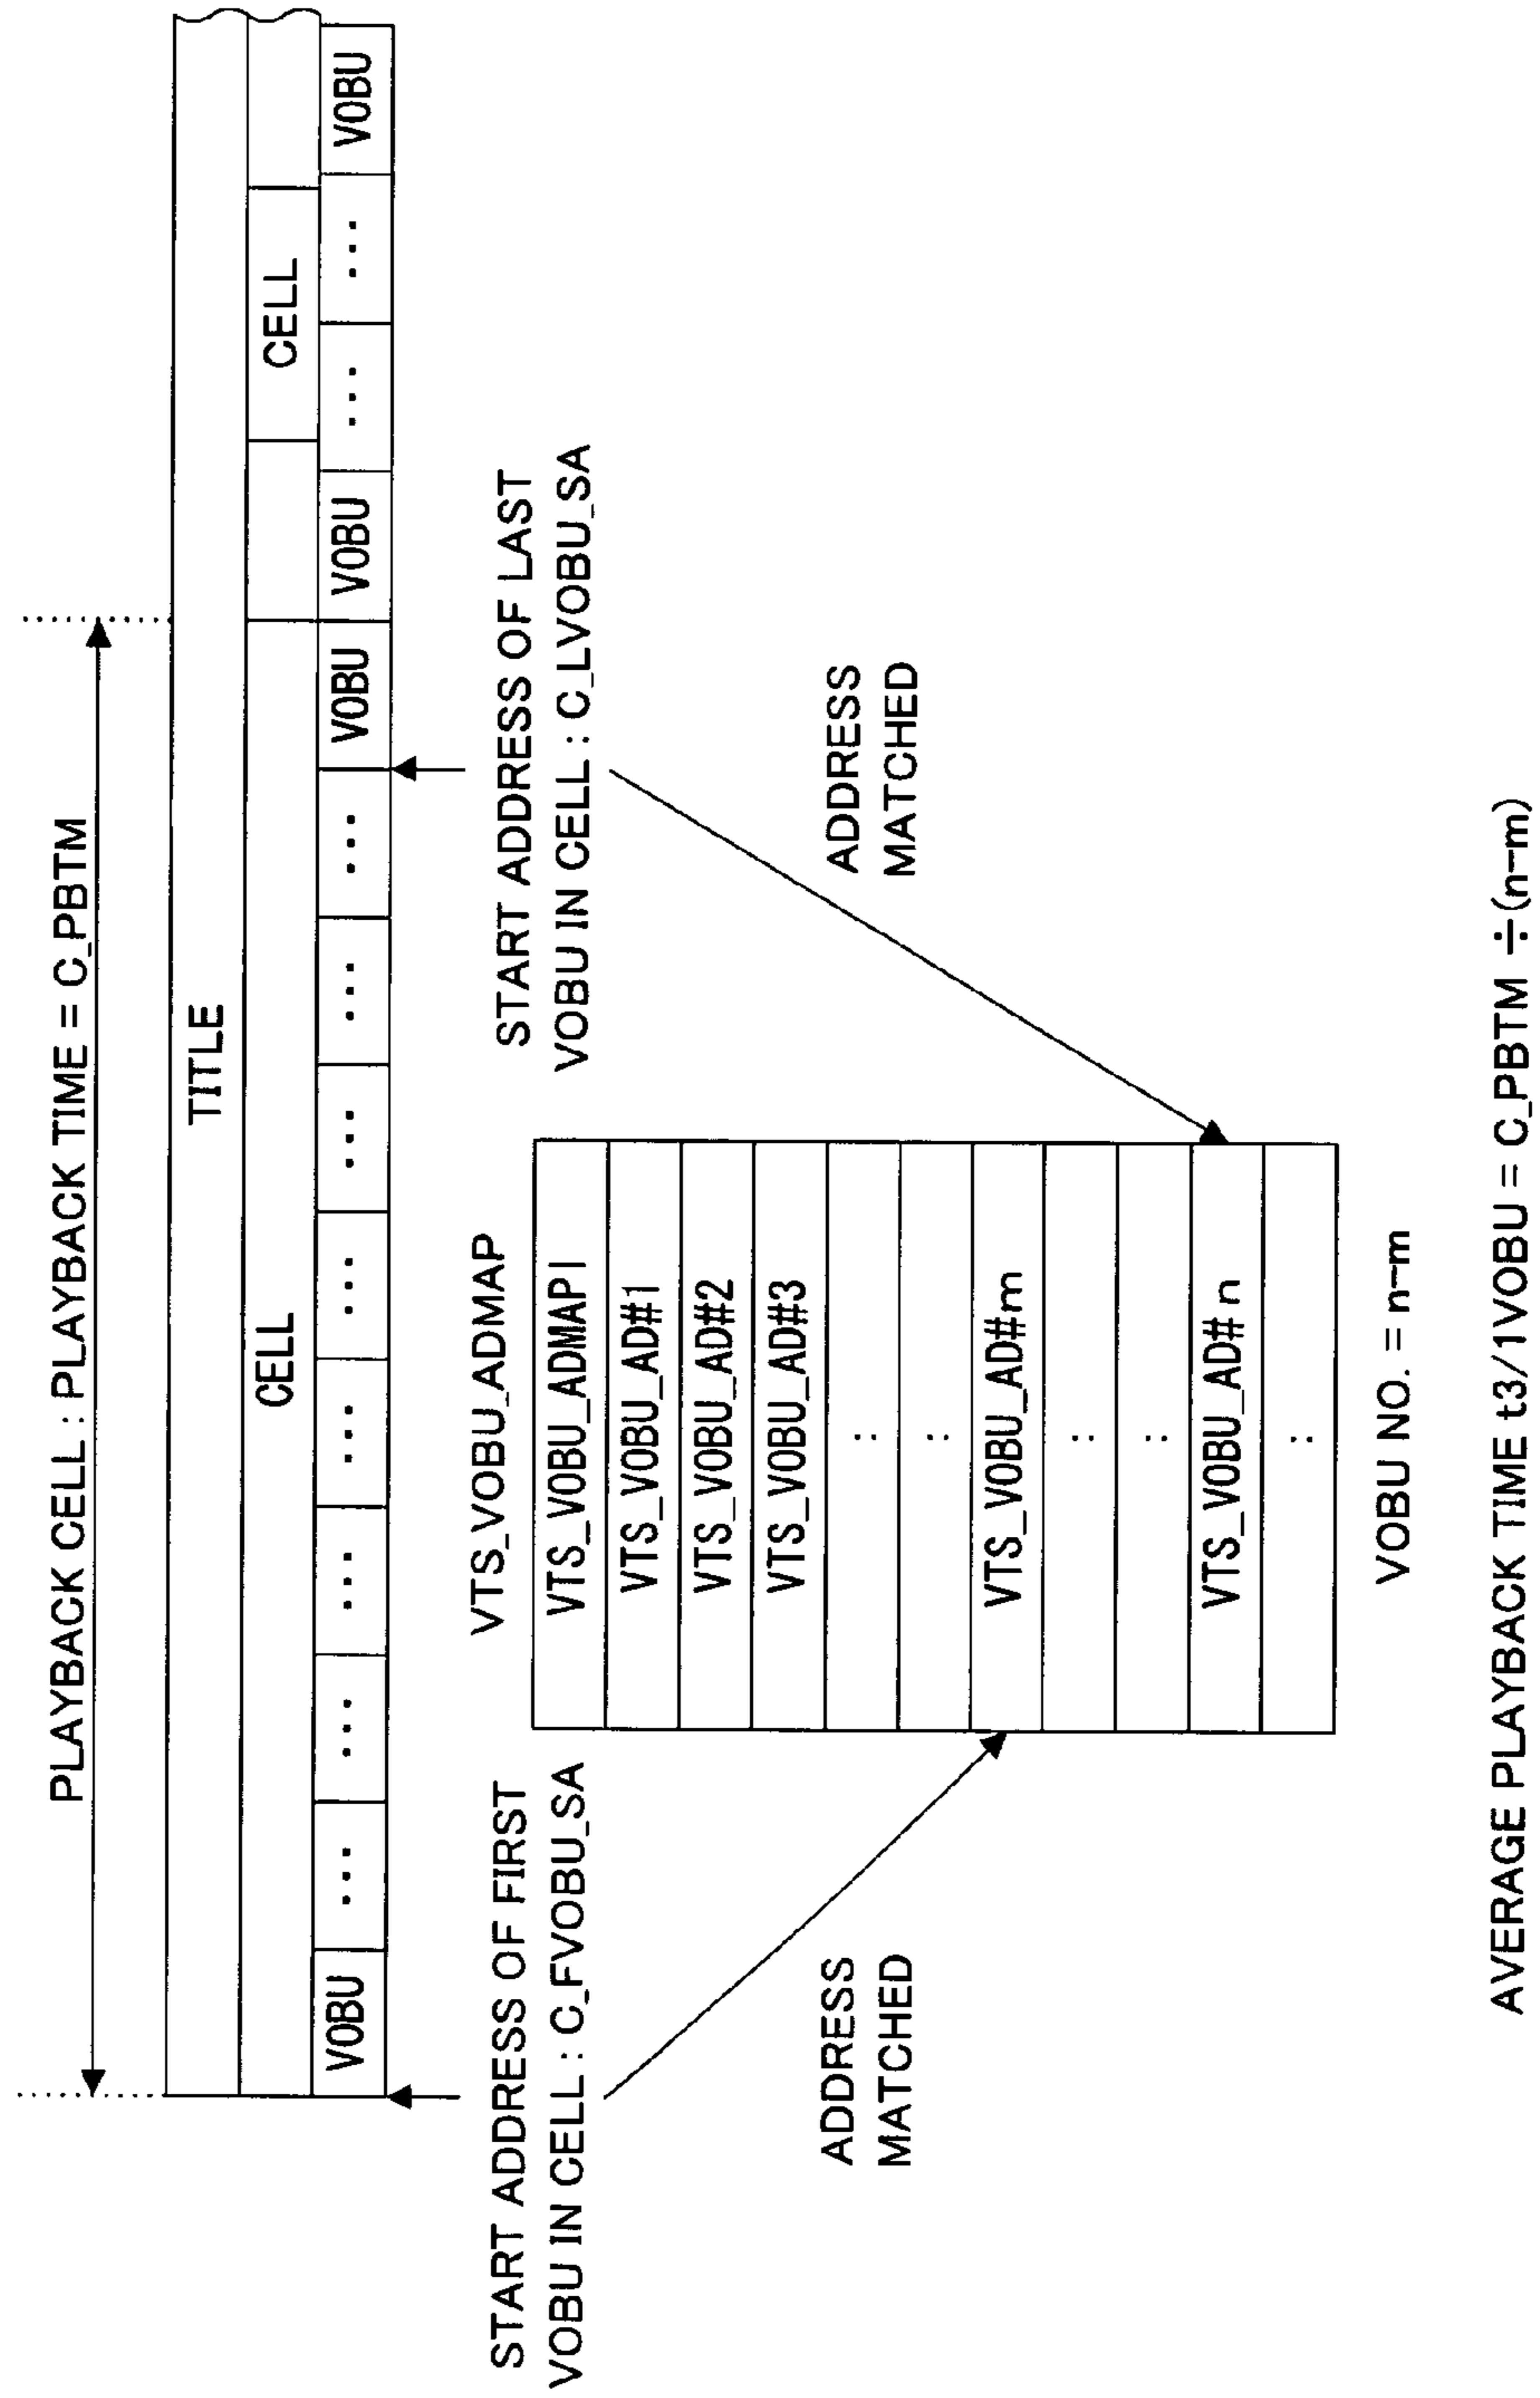 PLAYBACK CELL : PLAYBACK TIME = C_PBTM
TITLE
CELL
CELL
VOBU
...
...
...
...
...
...
...
...
VOBU
VOBU
...
...
VOBU
START ADDRESS OF FIRST
VOBU IN CELL : C_FVOBU_SA
START ADDRESS OF LAST
VOBU IN CELL : C_LVOBU_SA
ADDRESS
MATCHED
ADDRESS
MATCHED
VTS_VOBU_ADMAP
VTS_VOBU_ADMAPI
VTS_VOBU_AD#1
VTS_VOBU_AD#2
VTS_VOBU_AD#3
..
..
VTS_VOBU_AD#m
..
..
VTS_VOBU_AD#n
..
VOBU NO. = n-m
AVERAGE PLAYBACK TIME t3/1VOBU = C_PBTM ÷(n-m)